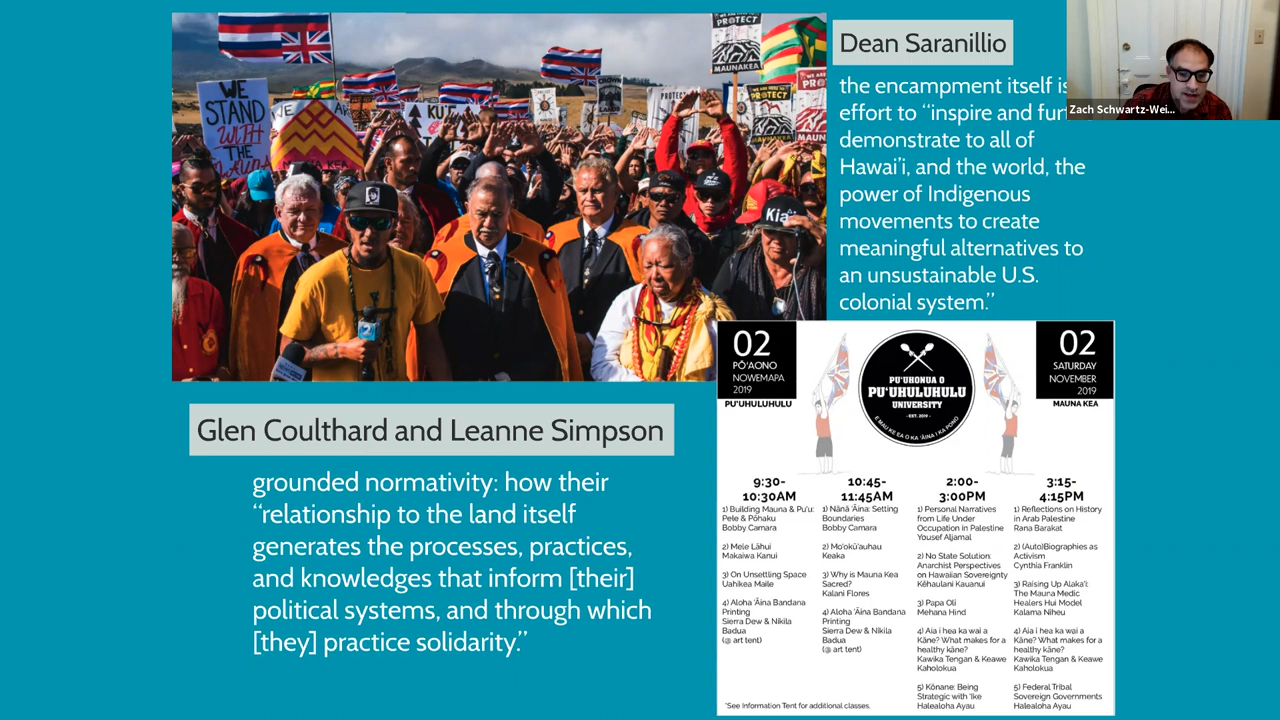 WE
STAND
WITH
THE
PROTECT
MAUNAKEA
PROTECT
PROTECT
KU
Kia
2
Dean Saranillio
the encampment itself is
effort to “inspire and fur
demonstrate to all of
Hawai’i, and the world, the
power of Indigenous
movements to create
meaningful alternatives to
an unsustainable U.S.
colonial system.”
Zach Schwartz-Wei...
Glen Coulthard and Leanne Simpson
grounded normativity: how their
“relationship to the land itself
generates the processes, practices,
and knowledges that inform [their]
political systems, and through which
[they] practice solidarity.”
02
PŌ‘AONO
NOWEMAPA
2019
PU‘UHULUHULU
PU‘UHONUA O
PU‘UHULUHULU
UNIVERSITY
- EST. 2019 -
E MAU KE EA O KA ‘ĀINA I KA PONO
02
SATURDAY
NOVEMBER
2019
MAUNA KEA
9:30-
10:30AM
1) Building Mauna & Pu‘u:
Pele & Pōhaku
Bobby Camara
2) Mele Lāhui
Makaiwa Kanui
3) On Unsettling Space
Uahikea Maile
4) Aloha ‘Āina Bandana
Printing
Sierra Dew & Nikila
Badua
(@ art tent)
10:45-
11:45AM
1) Nānā ‘Āina: Setting
Boundaries
Bobby Camara
2) Mo‘okū‘auhau
Keaka
3) Why is Mauna Kea
Sacred?
Kalani Flores
4) Aloha ‘Āina Bandana
Printing
Sierra Dew & Nikila
Badua
(@ art tent)
2:00-
3:00PM
1) Personal Narratives
from Life Under
Occupation in Palestine
Yousef Aljamal
2) No State Solution:
Anarchist Perspectives
on Hawaiian Sovereignty
Kēhaulani Kauanui
3) Papa Oli
Mehana Hind
4) Aia i hea ka wai a
Kāne? What makes for a
healthy kāne?
Kawika Tengan & Keawe
Kaholokua
5) Kōnane: Being
Strategic with ‘Ike
Halealoha Ayau
3:15-
4:15PM
1) Reflections on History
in Arab Palestine
Rana Barakat
2) (Auto)Biographies as
Activism
Cynthia Franklin
3) Raising Up Alaka‘i:
The Mauna Medic
Healers Hui Model
Kalama Niheu
4) Aia i hea ka wai a
Kāne? What makes for a
healthy kāne?
Kawika Tengan & Keawe
Kaholokua
5) Federal Tribal
Sovereign Governments
Halealoha Ayau
*See Information Tent for additional classes.